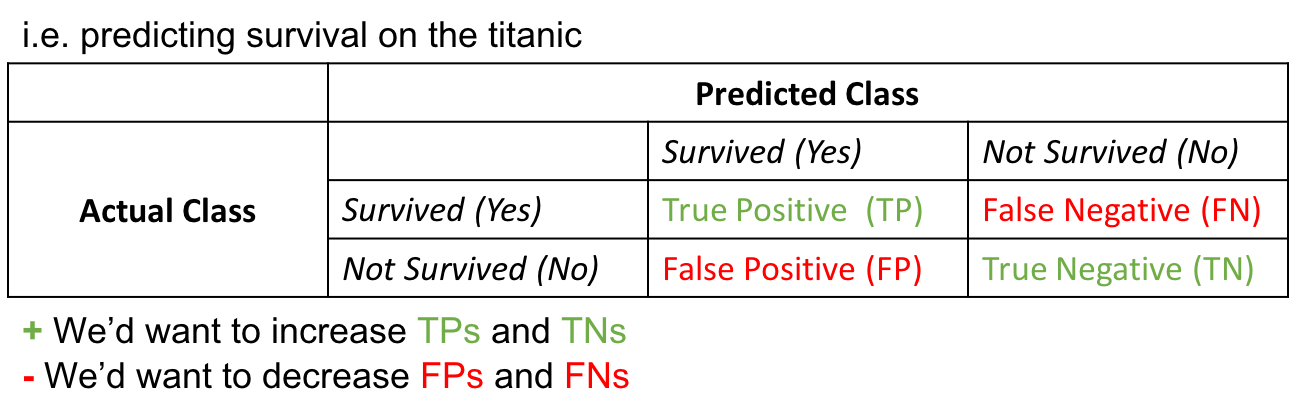 i.e. predicting survival on the titanic
Predicted Class
Survived (Yes) Not Survived (No)
Actual Class Survived (Yes) True Positive (TP) False Negative (FN)
Not Survived (No) False Positive (FP) True Negative (TN)
+ We’d want to increase TPs and TNs
- We’d want to decrease FPs and FNs